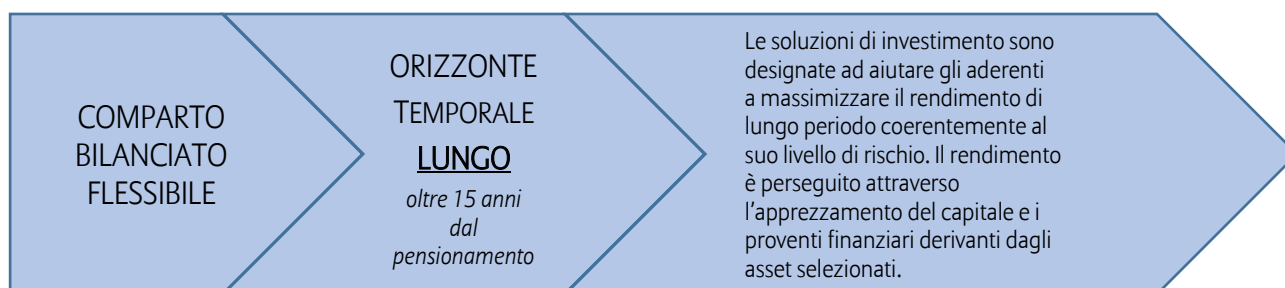 COMPARTO
BILANCIATO
FLESSIBILE
ORIZZONTE
TEMPORALE
LUNGO
oltre 15 anni
dal
pensionamento
Le soluzioni di investimento sono
designate ad aiutare gli aderenti
a massimizzare il rendimento di
lungo periodo coerentemente al
suo livello di rischio. Il rendimento
è perseguito attraverso
l’apprezzamento del capitale e i
proventi finanziari derivanti dagli
asset selezionati.